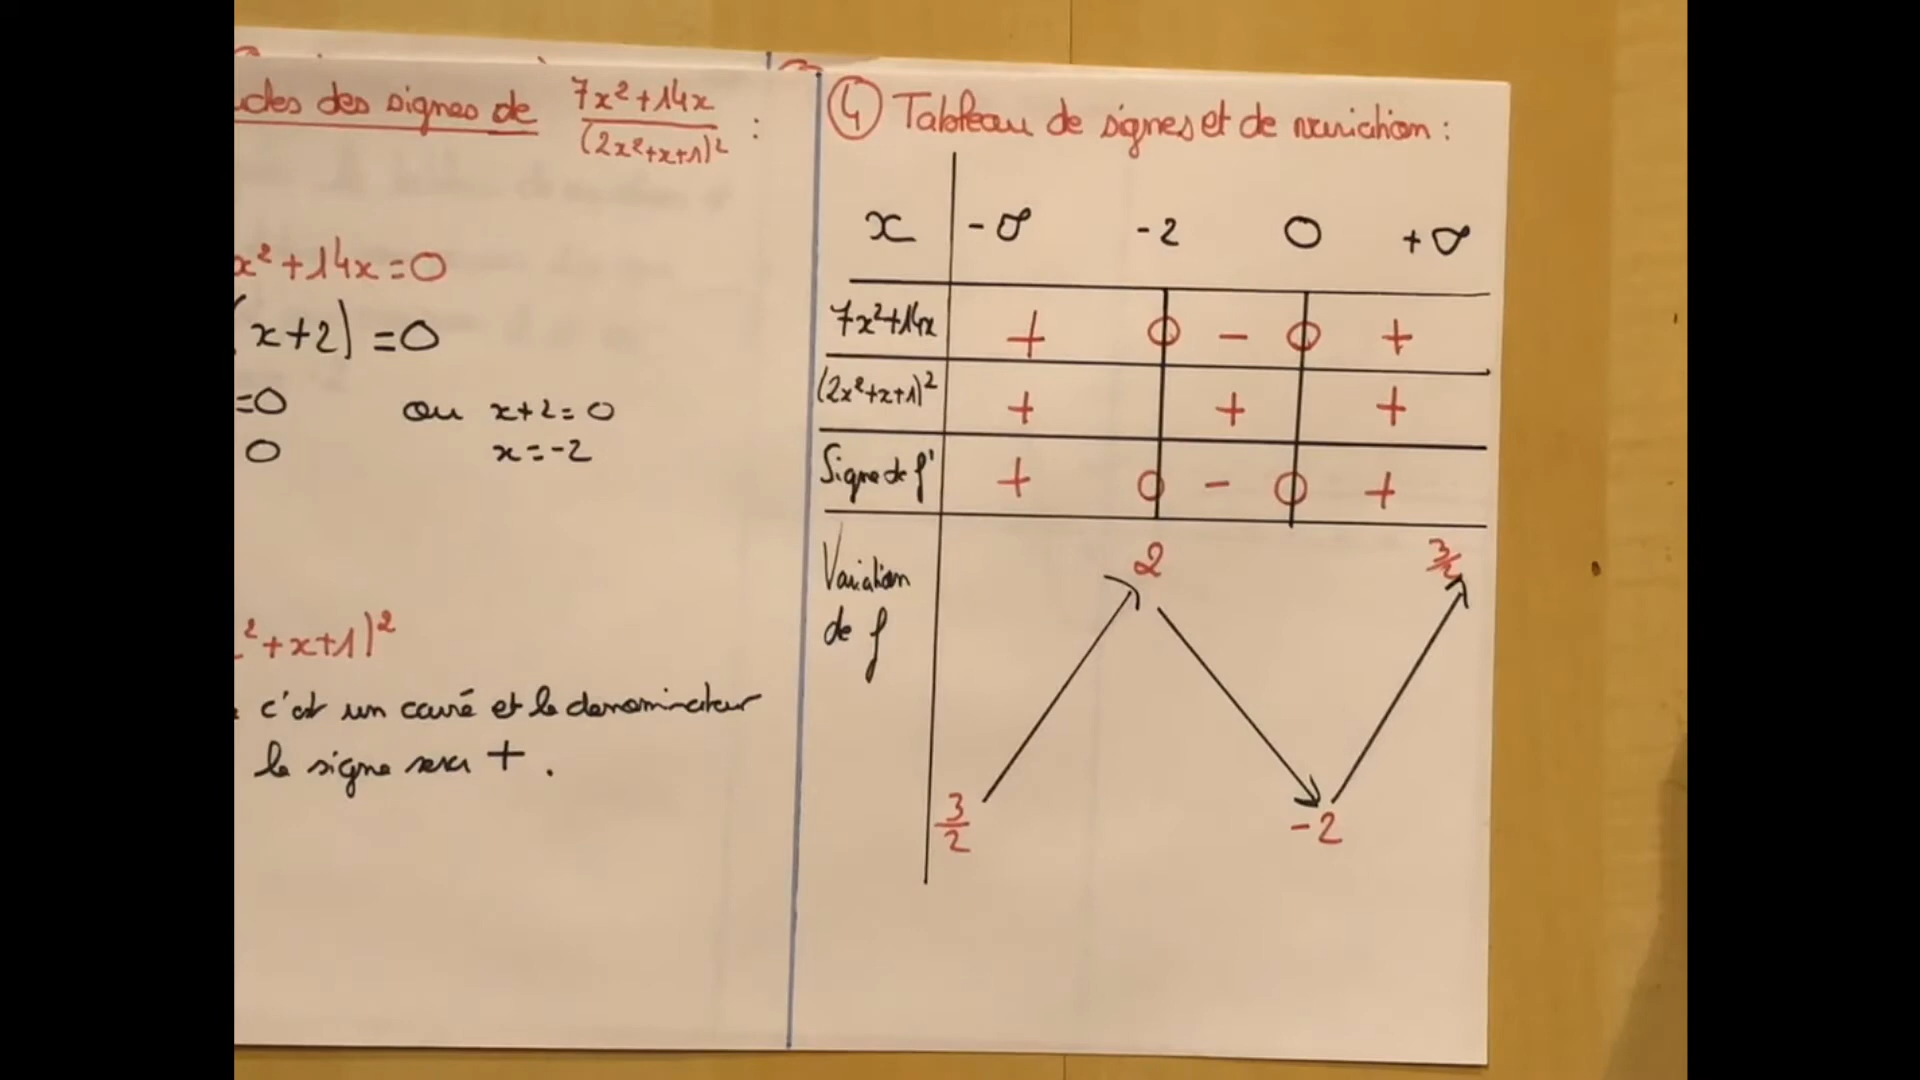 udes des signes de 7x²+14x / (2x²+x+1)² :
x²+14x=0
(x+2)=0
=0 ou x+2=0
0 x=-2
²+x+1)²
c'est un carré et le denominateur
le signe sera + .
④ Tableau de signes et de variation :
x -∞ -2 0 +∞
7x²+14x + 0 - 0 +
(2x²+x+1)² + + +
Signe de f' + 0 - 0 +
2 3/2
Variation
de f
3/2 -2